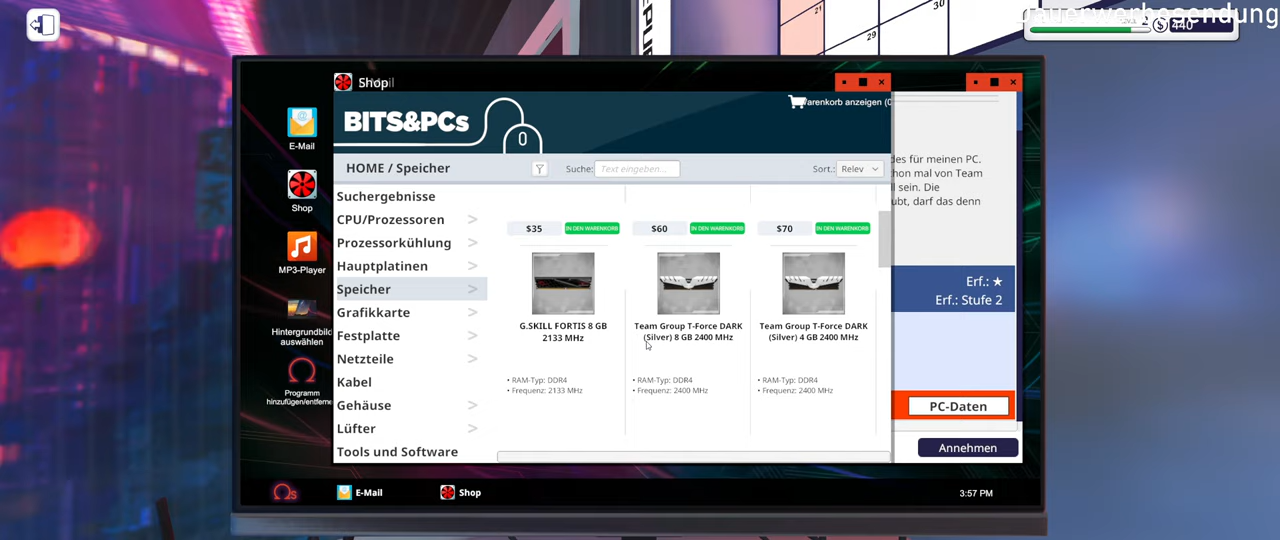 21
30
Dauerwerbesendung
440
Shop
BITS&PCs
Warenkorb anzeigen (0
HOME / Speicher
Suche:
Text eingeben...
Sort.:
Relev
Suchergebnisse
CPU/Prozessoren >
Prozessorkühlung >
Hauptplatinen >
Speicher >
Grafikkarte >
Festplatte >
Netzteile >
Kabel
Gehäuse >
Lüfter >
Tools und Software
$35 IN DEN WARENKORB
$60 IN DEN WARENKORB
$70 IN DEN WARENKORB
G.SKILL FORTIS 8 GB
2133 MHz
• RAM-Typ: DDR4
• Frequenz: 2133 MHz
Team Group T-Force DARK
(Silver) 8 GB 2400 MHz
• RAM-Typ: DDR4
• Frequenz: 2400 MHz
Team Group T-Force DARK
(Silver) 4 GB 2400 MHz
• RAM-Typ: DDR4
• Frequenz: 2400 MHz
des für meinen PC.
hon mal von Team
ll sein. Die
ubt, darf das denn
Erf.: ★
Erf.: Stufe 2
PC-Daten
Annehmen
E-Mail
Shop
MP3-Player
Hintergrundbild
auswählen
Programm
hinzufügen/entferne
E-Mail
Shop
3:57 PM